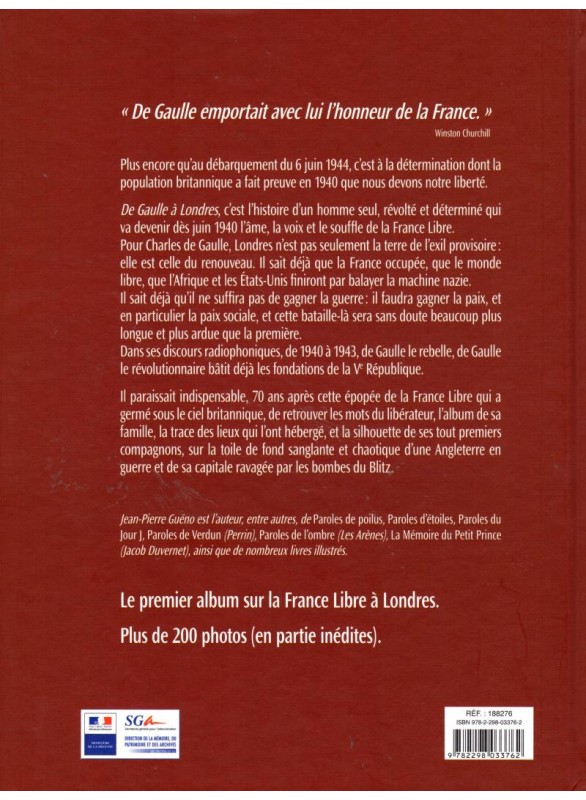 « De Gaulle emportait avec lui l'honneur de la France. »
Winston Churchill
Plus encore qu'au débarquement du 6 juin 1944, c'est à la détermination dont la
population britannique a fait preuve en 1940 que nous devons notre liberté.
De Gaulle à Londres, c'est l'histoire d'un homme seul, révolté et déterminé qui
va devenir dès juin 1940 l'âme, la voix et le souffle de la France Libre.
Pour Charles de Gaulle, Londres n'est pas seulement la terre de l'exil provisoire :
elle est celle du renouveau. Il sait déjà que la France occupée, que le monde
libre, que l'Afrique et les États-Unis finiront par balayer la machine nazie.
Il sait déjà qu'il ne suffira pas de gagner la guerre : il faudra gagner la paix, et
en particulier la paix sociale, et cette bataille-là sera sans doute beaucoup plus
longue et plus ardue que la première.
Dans ses discours radiophoniques, de 1940 à 1943, de Gaulle le rebelle, de Gaulle
le révolutionnaire bâtit déjà les fondations de la Ve République.
Il paraissait indispensable, 70 ans après cette épopée de la France Libre qui a
germé sous le ciel britannique, de retrouver les mots du libérateur, l'album de sa
famille, la trace des lieux qui l'ont hébergé, et la silhouette de ses tout premiers
compagnons, sur la toile de fond sanglante et chaotique d'une Angleterre en
guerre et de sa capitale ravagée par les bombes du Blitz.
Jean-Pierre Guéno est l'auteur, entre autres, de Paroles de poilus, Paroles d'étoiles, Paroles du
Jour J, Paroles de Verdun (Perrin), Paroles de l'ombre (Les Arènes), La Mémoire du Petit Prince
(Jacob Duvernet), ainsi que de nombreux livres illustrés.
Le premier album sur la France Libre à Londres.
Plus de 200 photos (en partie inédites).
SGA
DIRECTION DE LA MÉMOIRE, DU
PATRIMOINE ET DES ARCHIVES
RÉF. : 188276
ISBN 978-2-298-03376-2
9 782298 033762